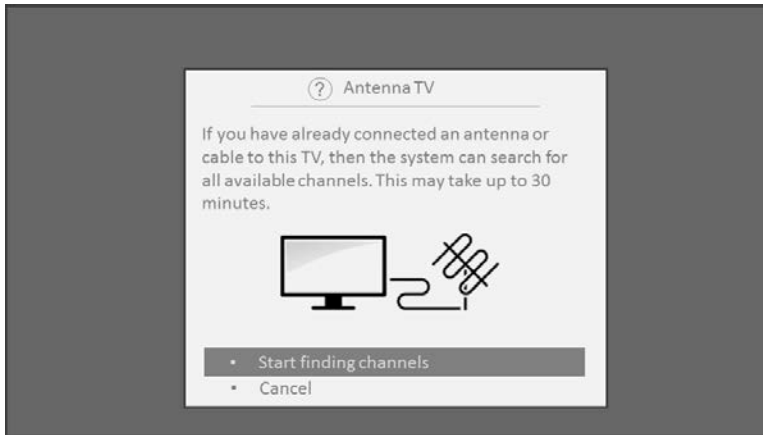 ? Antenna TV
If you have already connected an antenna or
cable to this TV, then the system can search for
all available channels. This may take up to 30
minutes.
▪ Start finding channels
▪ Cancel